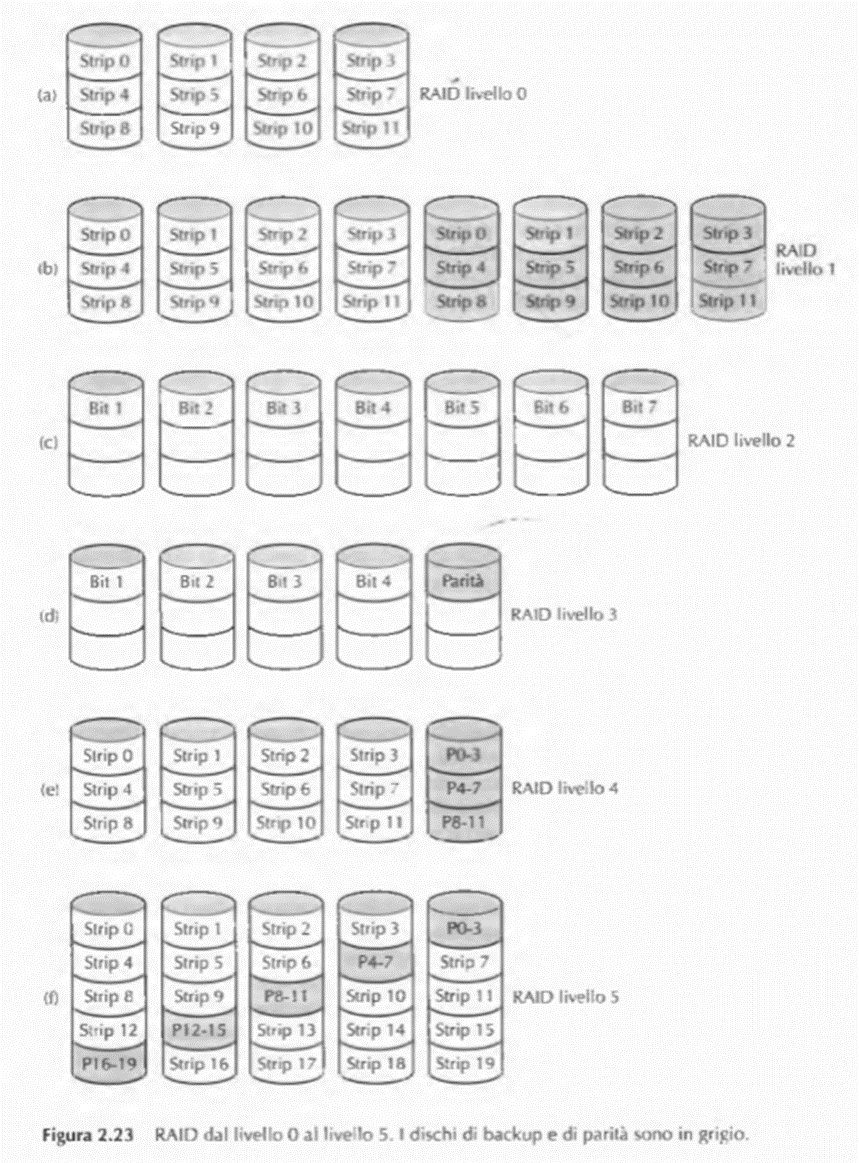 Strip 0 Strip 1 Strip 2 Strip 3
(a) Strip 4 Strip 5 Strip 6 Strip 7 RAID livello 0
Strip 8 Strip 9 Strip 10 Strip 11
Strip 0 Strip 1 Strip 2 Strip 3 Strip 0 Strip 1 Strip 2 Strip 3
RAID
(b) Strip 4 Strip 5 Strip 6 Strip 7 Strip 4 Strip 5 Strip 6 Strip 7
livello 1
Strip 8 Strip 9 Strip 10 Strip 11 Strip 8 Strip 9 Strip 10 Strip 11
Bit 1 Bit 2 Bit 3 Bit 4 Bit 5 Bit 6 Bit 7
(c) RAID livello 2
Bit 1 Bit 2 Bit 3 Bit 4 Parità
(d) RAID livello 3
Strip 0 Strip 1 Strip 2 Strip 3 P0-3
(e) Strip 4 Strip 5 Strip 6 Strip 7 P4-7 RAID livello 4
Strip 8 Strip 9 Strip 10 Strip 11 P8-11
Strip 0 Strip 1 Strip 2 Strip 3 P0-3
Strip 4 Strip 5 Strip 6 P4-7 Strip 7
(f) Strip 8 Strip 9 P8-11 Strip 10 Strip 11 RAID livello 5
Strip 12 P12-15 Strip 13 Strip 14 Strip 15
P16-19 Strip 16 Strip 17 Strip 18 Strip 19
Figura 2.23 RAID dal livello 0 al livello 5. I dischi di backup e di parità sono in grigio.